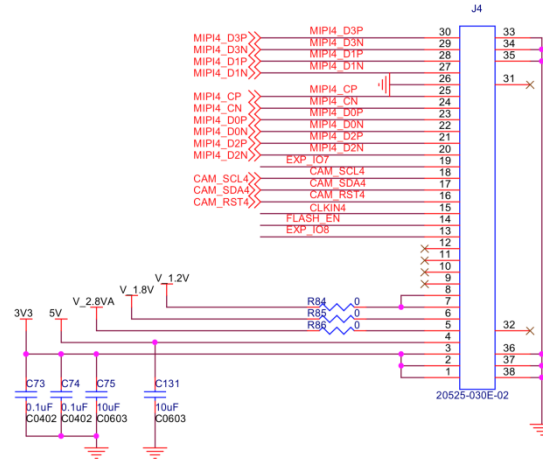 J4
MIPI4_D3P MIPI4_D3P 30 33
MIPI4_D3N MIPI4_D3N 29 34
MIPI4_D1P MIPI4_D1P 28 35
MIPI4_D1N MIPI4_D1N 27
26 31
MIPI4_CP MIPI4_CP 25
MIPI4_CN MIPI4_CN 24
MIPI4_D0P MIPI4_D0P 23
MIPI4_D0N MIPI4_D0N 22
MIPI4_D2P MIPI4_D2P 21
MIPI4_D2N MIPI4_D2N 20
EXP_IO7 19
CAM_SCL4 CAM_SCL4 18
CAM_SDA4 CAM_SDA4 17
CAM_RST4 CAM_RST4 16
CLKIN4 15
FLASH_EN 14
EXP_IO8 13
12
11
10
9
V_1.2V 8
V_1.8V R84 0 7
V_2.8VA R85 0 6
3V3 5V R86 0 5 32
4
3 36
2 37
1 38
C73 C74 C75 C131
20525-030E-02
0.1uF 0.1uF 10uF 10uF
C0402 C0402 C0603 C0603